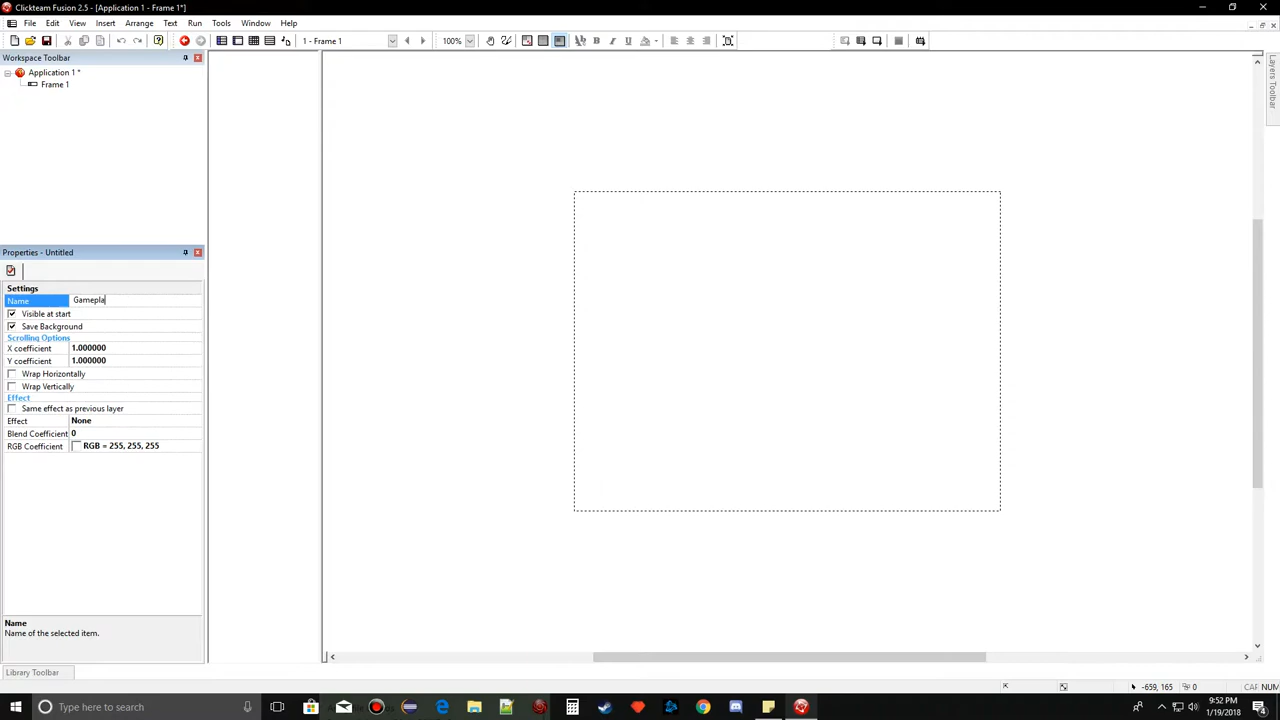 Clickteam Fusion 2.5 - [Application 1 - Frame 1*]
File Edit View Insert Arrange Text Run Tools Window Help
1 - Frame 1
100%
B I U
Workspace Toolbar
Application 1 *
Frame 1
Layers Toolbar
Properties - Untitled
Settings
Name Gamepla
Visible at start
Save Background
Scrolling Options
X coefficient 1.000000
Y coefficient 1.000000
Wrap Horizontally
Wrap Vertically
Effect
Same effect as previous layer
Effect None
Blend Coefficient 0
RGB Coefficient RGB = 255, 255, 255
Name
Name of the selected item.
Library Toolbar
-659, 165 0 CAP NUM
Type here to search
9:52 PM
1/19/2018